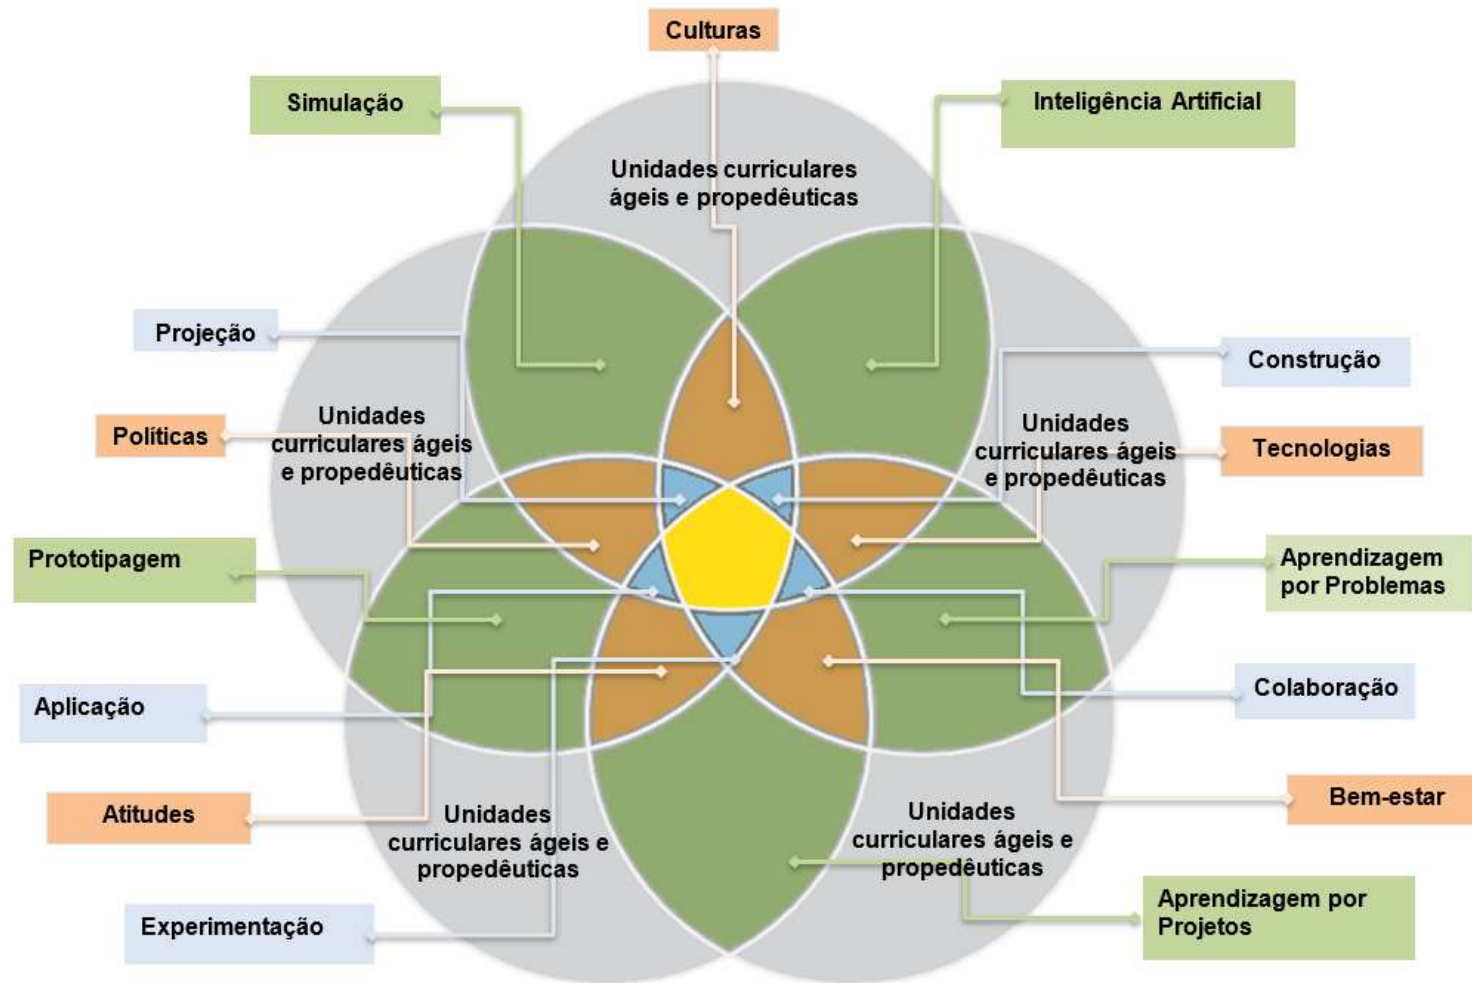 Culturas
Simulação
Inteligência Artificial
Unidades curriculares
ágeis e propedêuticas
Projeção
Construção
Unidades
curriculares ágeis
e propedêuticas
Políticas
Unidades
curriculares ágeis
e propedêuticas
Tecnologias
Prototipagem
Aprendizagem
por Problemas
Aplicação
Colaboração
Atitudes
Unidades
curriculares ágeis e
propedêuticas
Unidades
curriculares ágeis e
propedêuticas
Bem-estar
Experimentação
Aprendizagem por
Projetos